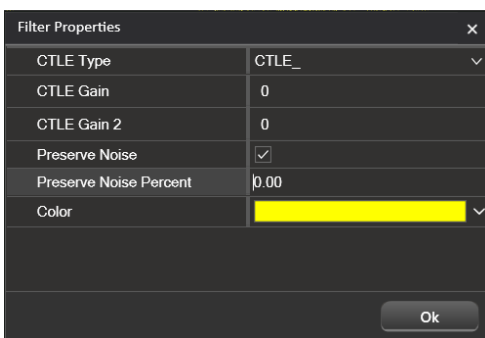 Filter Properties
CTLE Type CTLE_
CTLE Gain 0
CTLE Gain 2 0
Preserve Noise
Preserve Noise Percent 0.00
Color
Ok